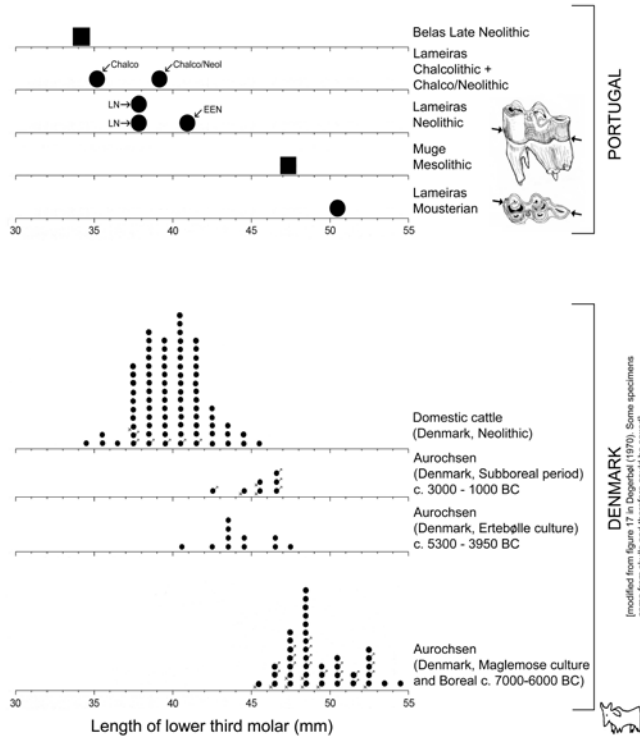 Belas Late Neolithic
Chalco
Chalco/Neol
Lameiras
Chalcolithic +
Chalco/Neolithic
LN
LN
EEN
Lameiras
Neolithic
Muge
Mesolithic
Lameiras
Mousterian
PORTUGAL
30 35 40 45 50 55
Domestic cattle
(Denmark, Neolithic)
Aurochsen
(Denmark, Subboreal period)
c. 3000 - 1000 BC
Aurochsen
(Denmark, Ertebølle culture)
c. 5300 - 3950 BC
Aurochsen
(Denmark, Maglemose culture
and Boreal c. 7000-6000 BC)
DENMARK
[modified from figure 17 in Degerbøl (1970). Some specimens
30 35 40 45 50 55
Length of lower third molar (mm)